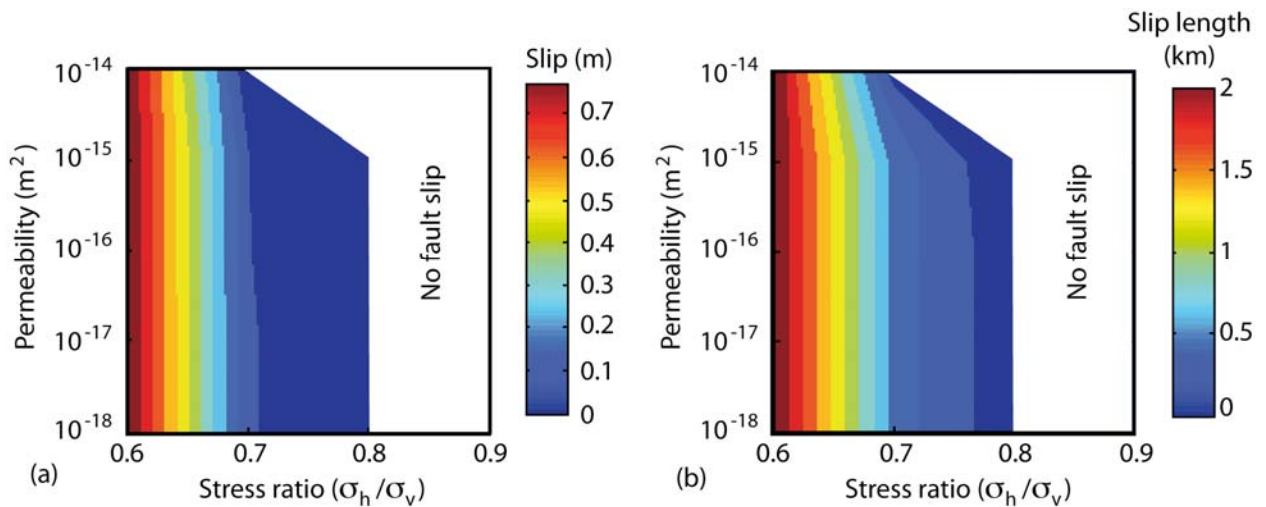 Slip (m)
10⁻¹⁴
10⁻¹⁵
10⁻¹⁶
10⁻¹⁷
10⁻¹⁸
Permeability (m²)
No fault slip
0.7
0.6
0.5
0.4
0.3
0.2
0.1
0
0.6 0.7 0.8 0.9
(a) Stress ratio (σh/σv)
Slip length
(km)
10⁻¹⁴
10⁻¹⁵
10⁻¹⁶
10⁻¹⁷
10⁻¹⁸
Permeability (m²)
No fault slip
2
1.5
1
0.5
0
0.6 0.7 0.8 0.9
(b) Stress ratio (σh/σv)